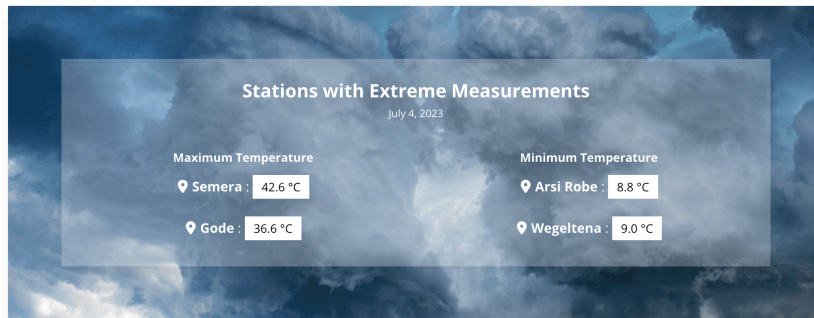 Stations with Extreme Measurements
July 4, 2023
Maximum Temperature
Semera : 42.6 °C
Gode : 36.6 °C
Minimum Temperature
Arsi Robe : 8.8 °C
Wegeltena : 9.0 °C